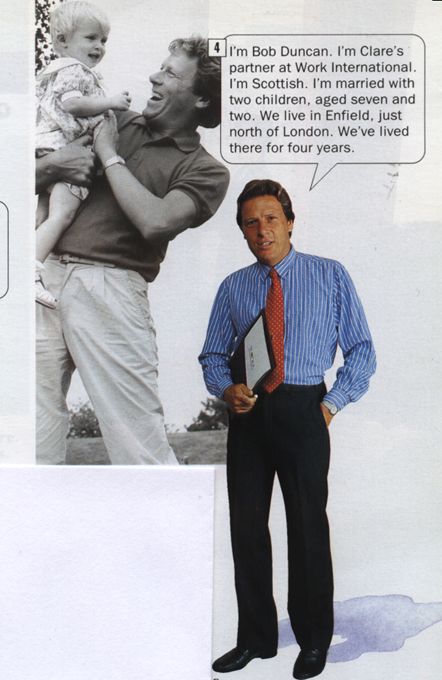 4
I'm Bob Duncan. I'm Clare's
partner at Work International.
I'm Scottish. I'm married with
two children, aged seven and
two. We live in Enfield, just
north of London. We've lived
there for four years.